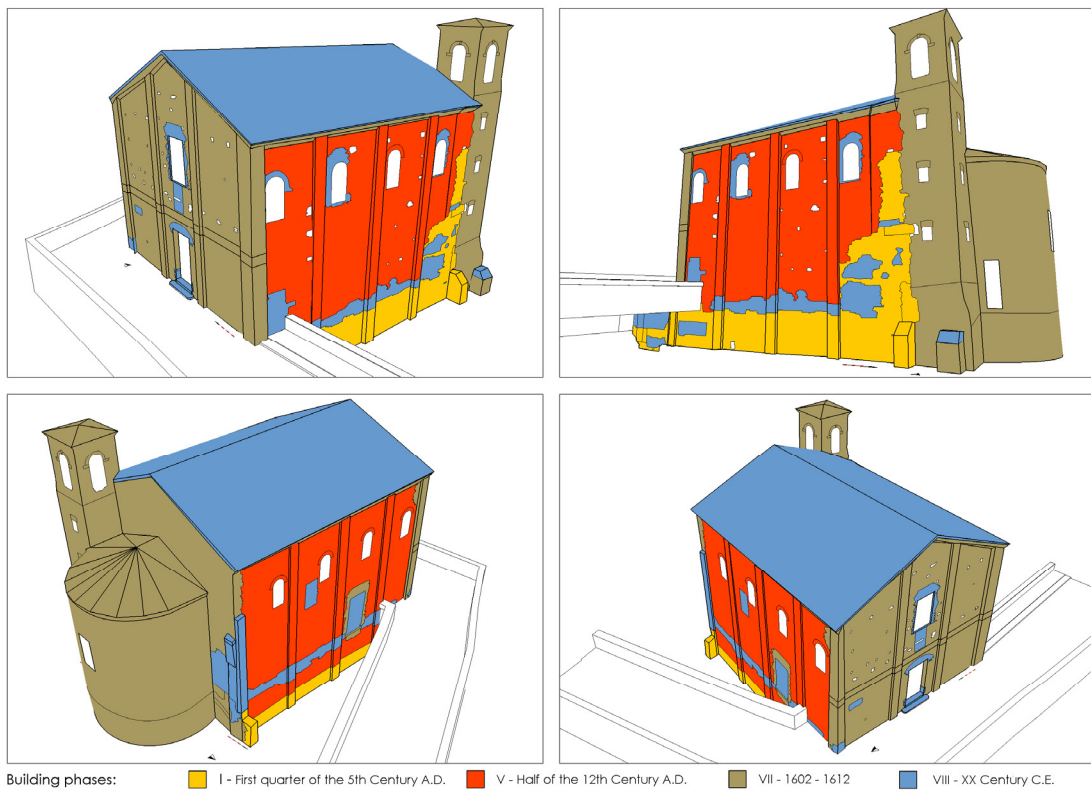 Building phases: I - First quarter of the 5th Century A.D. V - Half of the 12th Century A.D. VII - 1602 - 1612 VIII - XX Century C.E.